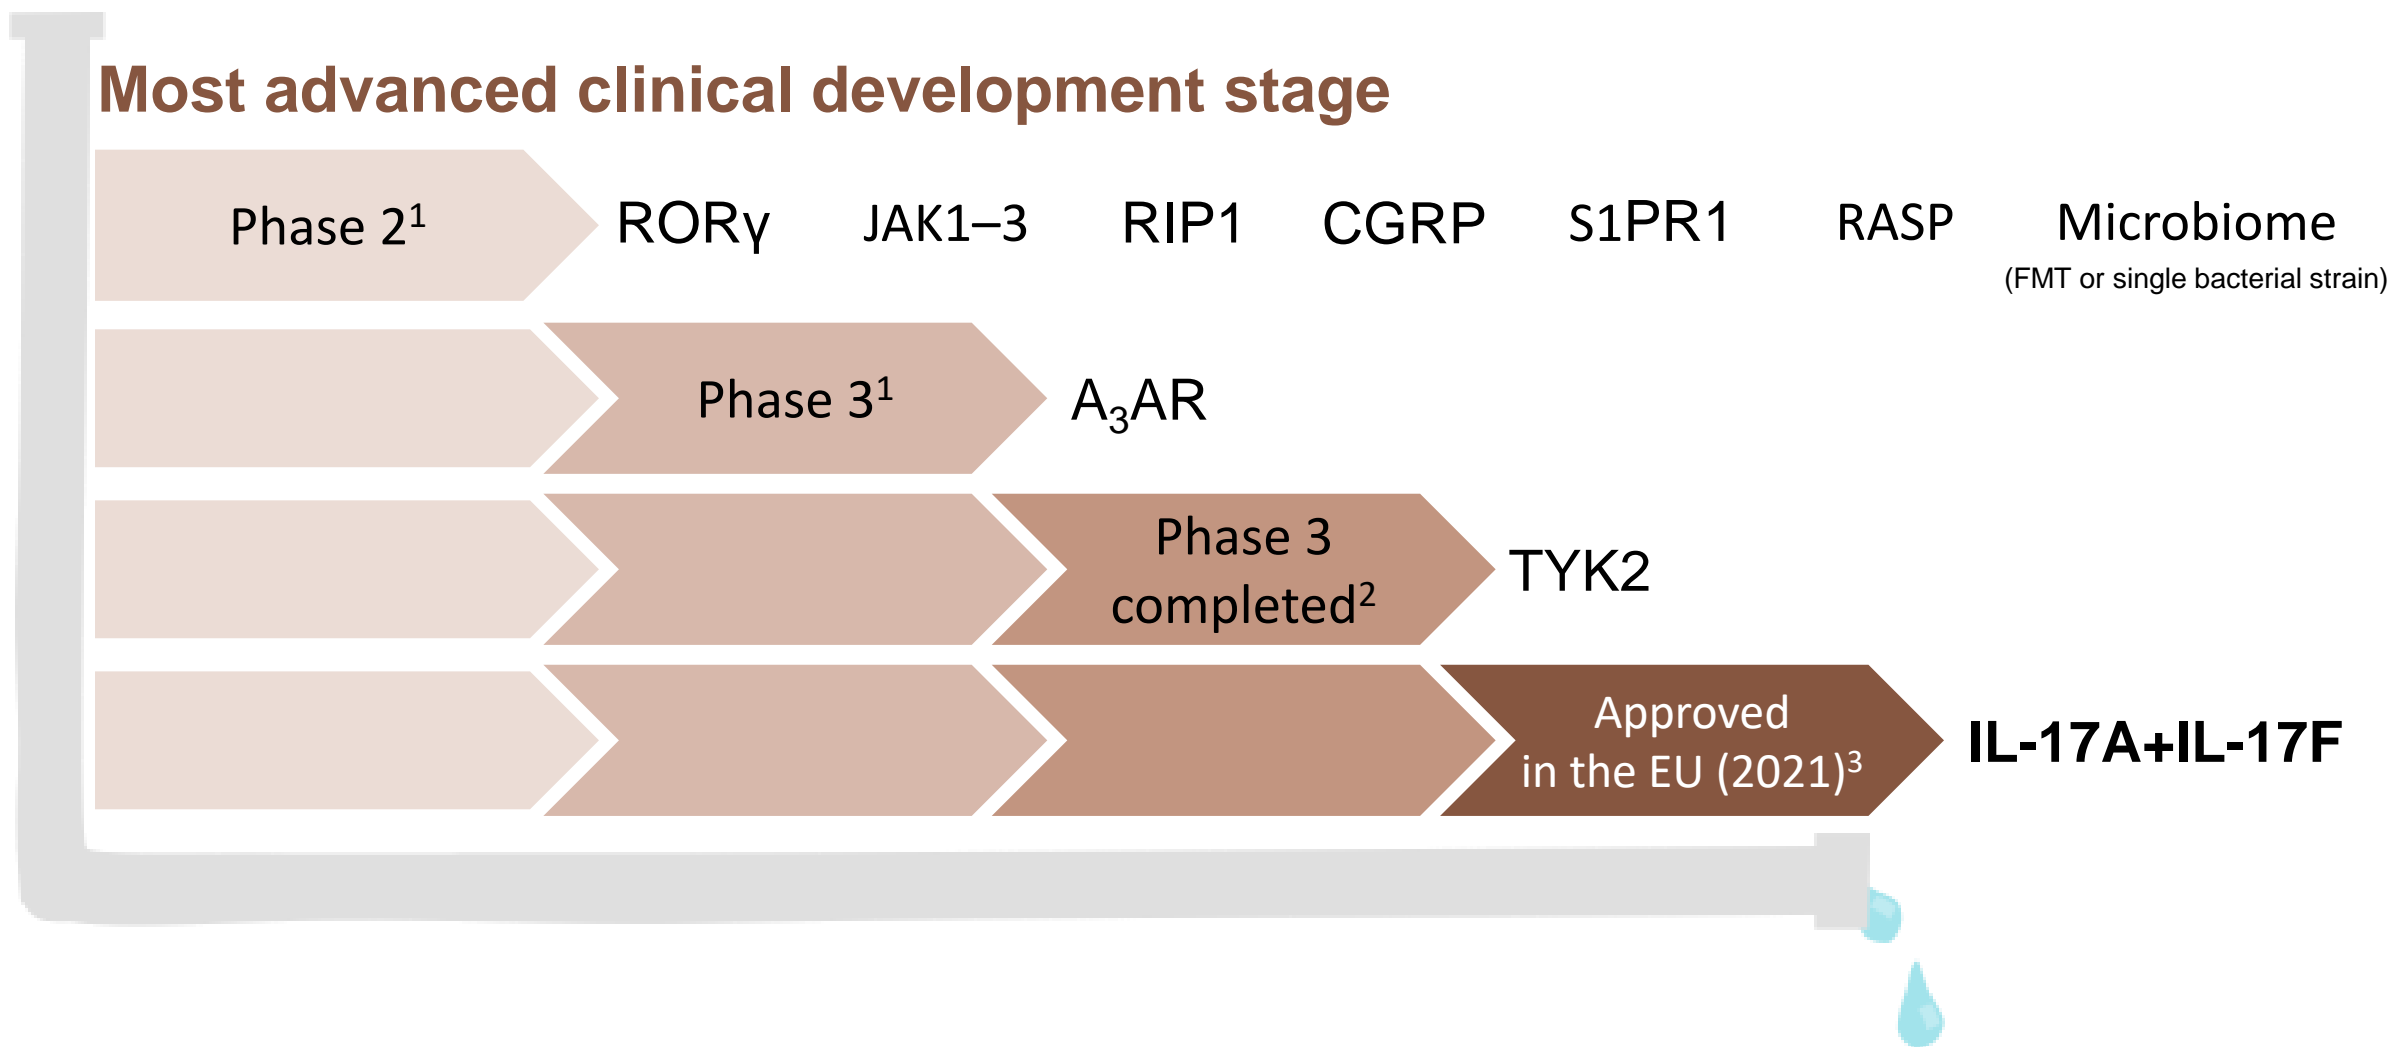 Most advanced clinical development stage
Phase 2¹ RORγ JAK1–3 RIP1 CGRP S1PR1 RASP Microbiome
(FMT or single bacterial strain)
Phase 3¹ A₃AR
Phase 3
completed² TYK2
Approved
in the EU (2021)³ IL-17A+IL-17F